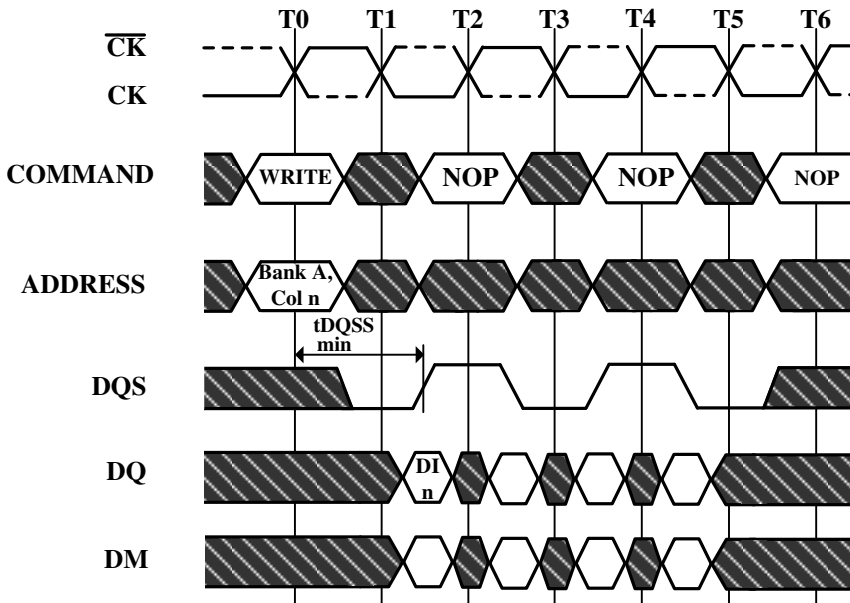 T0 T1 T2 T3 T4 T5 T6
CK
CK
COMMAND
WRITE
NOP
NOP
NOP
ADDRESS
Bank A,
Col n
tDQSS
min
DQS
DQ
DI
n
DM